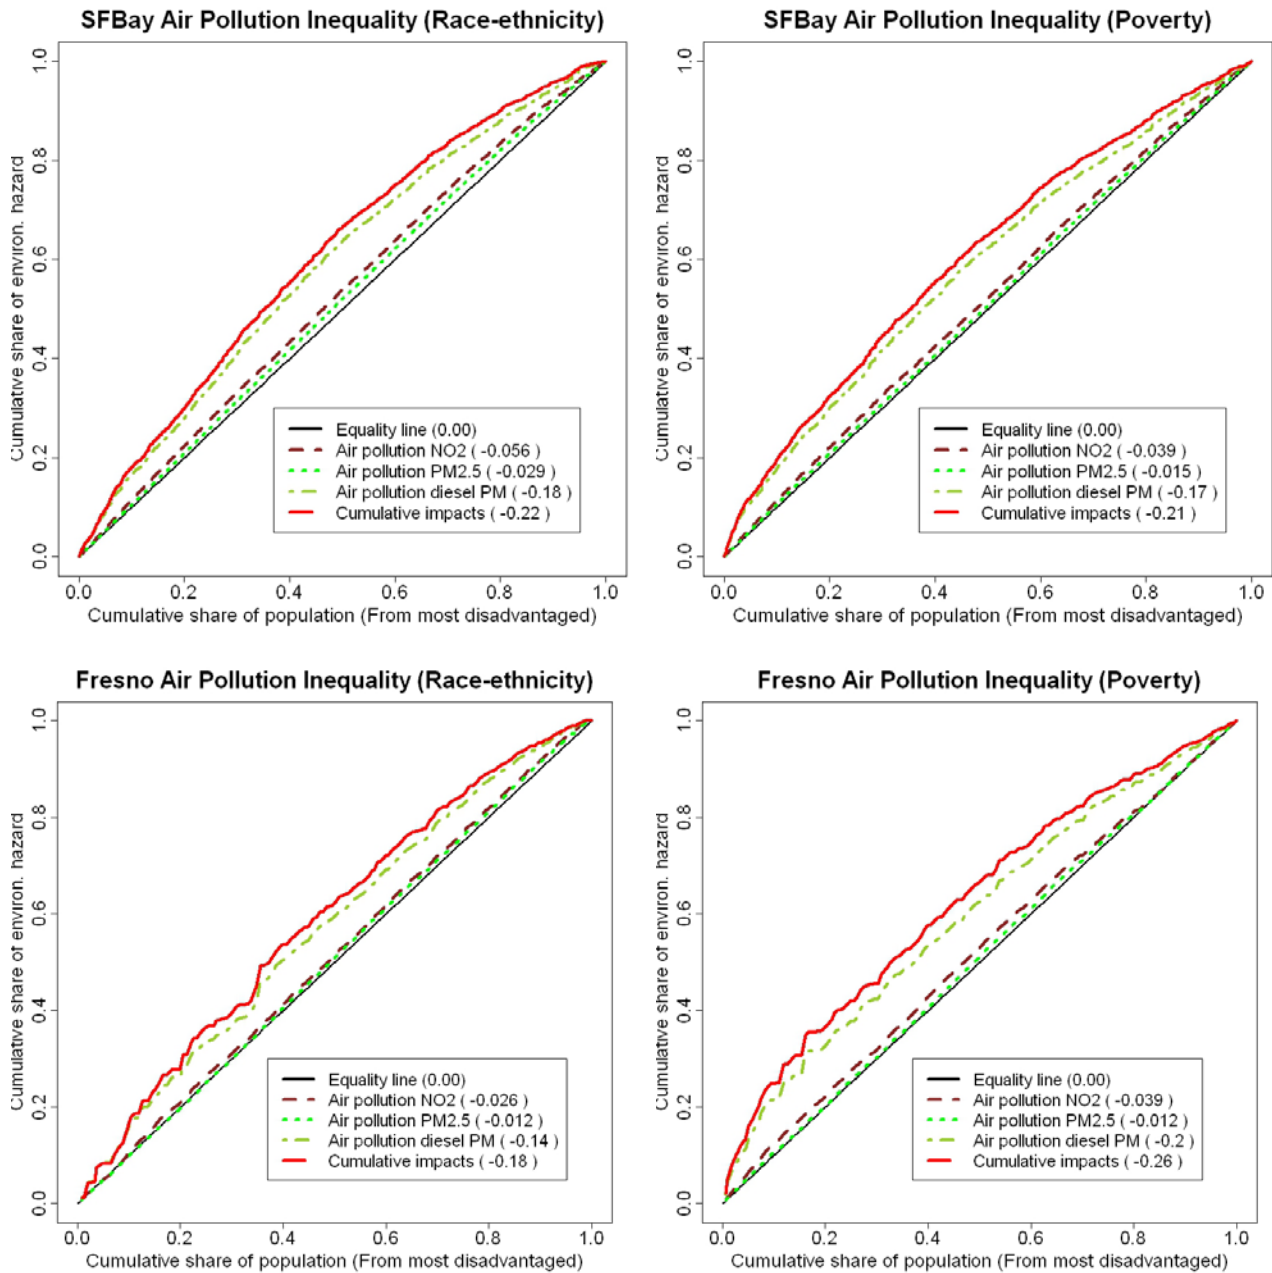 SFBay Air Pollution Inequality (Race-ethnicity)
Cumulative share of environ. hazard
1.0
0.8
0.6
0.4
0.2
0.0
Equality line (0.00)
Air pollution NO2 ( -0.056 )
Air pollution PM2.5 ( -0.029 )
Air pollution diesel PM ( -0.18 )
Cumulative impacts ( -0.22 )
0.0 0.2 0.4 0.6 0.8 1.0
Cumulative share of population (From most disadvantaged)
SFBay Air Pollution Inequality (Poverty)
Cumulative share of environ. hazard
1.0
0.8
0.6
0.4
0.2
0.0
Equality line (0.00)
Air pollution NO2 ( -0.039 )
Air pollution PM2.5 ( -0.015 )
Air pollution diesel PM ( -0.17 )
Cumulative impacts ( -0.21 )
0.0 0.2 0.4 0.6 0.8 1.0
Cumulative share of population (From most disadvantaged)
Fresno Air Pollution Inequality (Race-ethnicity)
Cumulative share of environ. hazard
1.0
0.8
0.6
0.4
0.2
0.0
Equality line (0.00)
Air pollution NO2 ( -0.026 )
Air pollution PM2.5 ( -0.012 )
Air pollution diesel PM ( -0.14 )
Cumulative impacts ( -0.18 )
0.0 0.2 0.4 0.6 0.8 1.0
Cumulative share of population (From most disadvantaged)
Fresno Air Pollution Inequality (Poverty)
Cumulative share of environ. hazard
1.0
0.8
0.6
0.4
0.2
0.0
Equality line (0.00)
Air pollution NO2 ( -0.039 )
Air pollution PM2.5 ( -0.012 )
Air pollution diesel PM ( -0.2 )
Cumulative impacts ( -0.26 )
0.0 0.2 0.4 0.6 0.8 1.0
Cumulative share of population (From most disadvantaged)